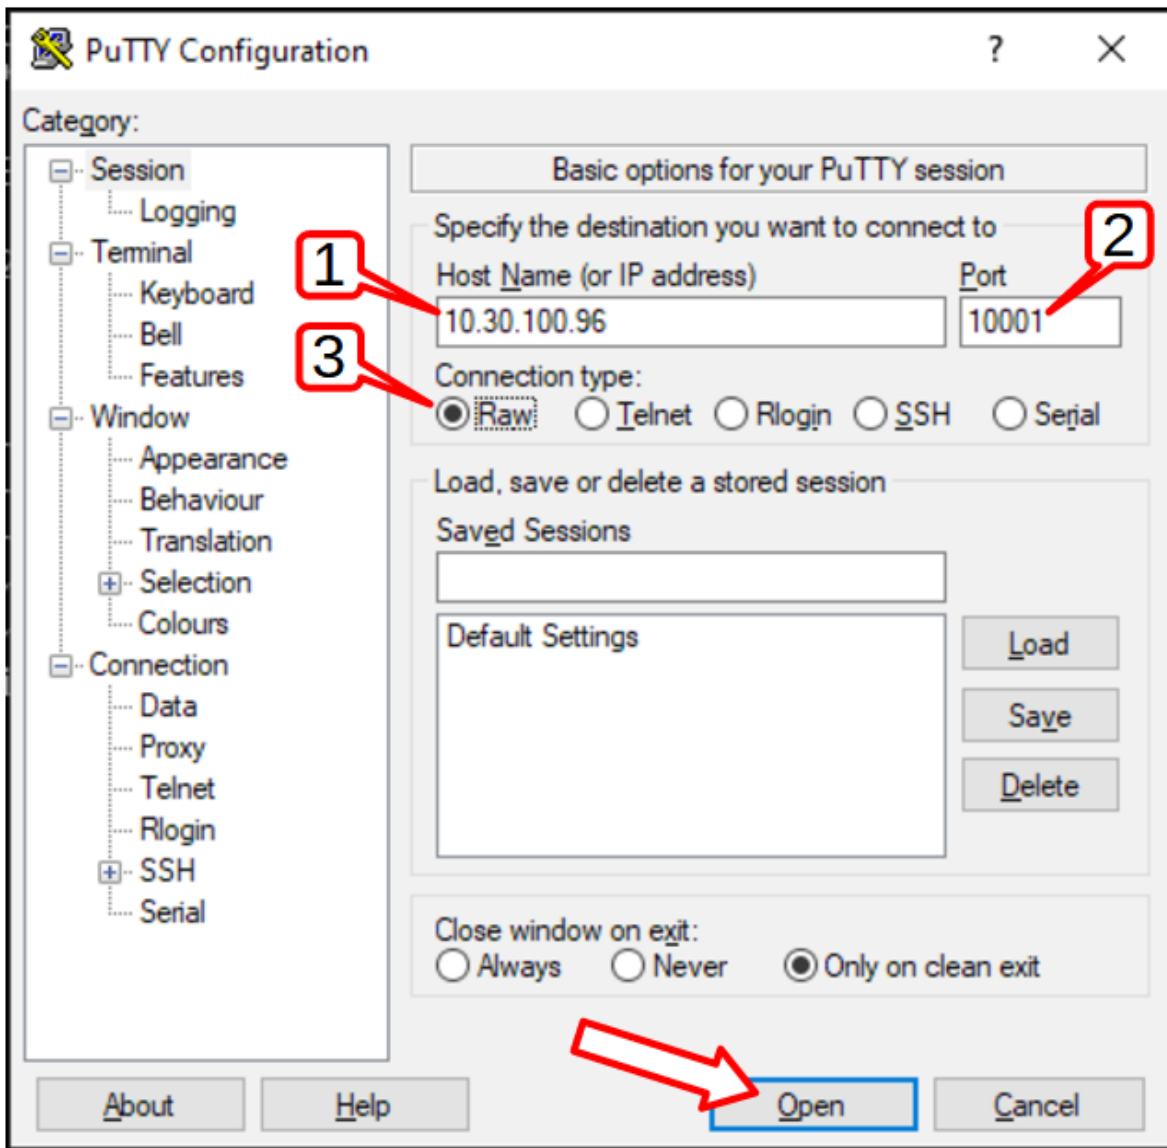 PuTTY Configuration
?
Category:
Session
Logging
Terminal
Keyboard
Bell
Features
Window
Appearance
Behaviour
Translation
Selection
Colours
Connection
Data
Proxy
Telnet
Rlogin
SSH
Serial
Basic options for your PuTTY session
Specify the destination you want to connect to
Host Name (or IP address) Port
1
2
10.30.100.96 10001
3
Connection type:
Raw Telnet Rlogin SSH Serial
Load, save or delete a stored session
Saved Sessions
Default Settings
Load
Save
Delete
Close window on exit:
Always Never Only on clean exit
About Help Open Cancel